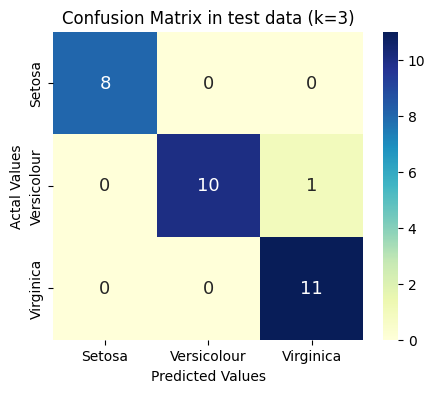 Confusion Matrix in test data (k=3)
Actal Values
Setosa
8 0 0
Versicolour
0 10 1
Virginica
0 0 11
Setosa Versicolour Virginica
Predicted Values
10
8
6
4
2
0